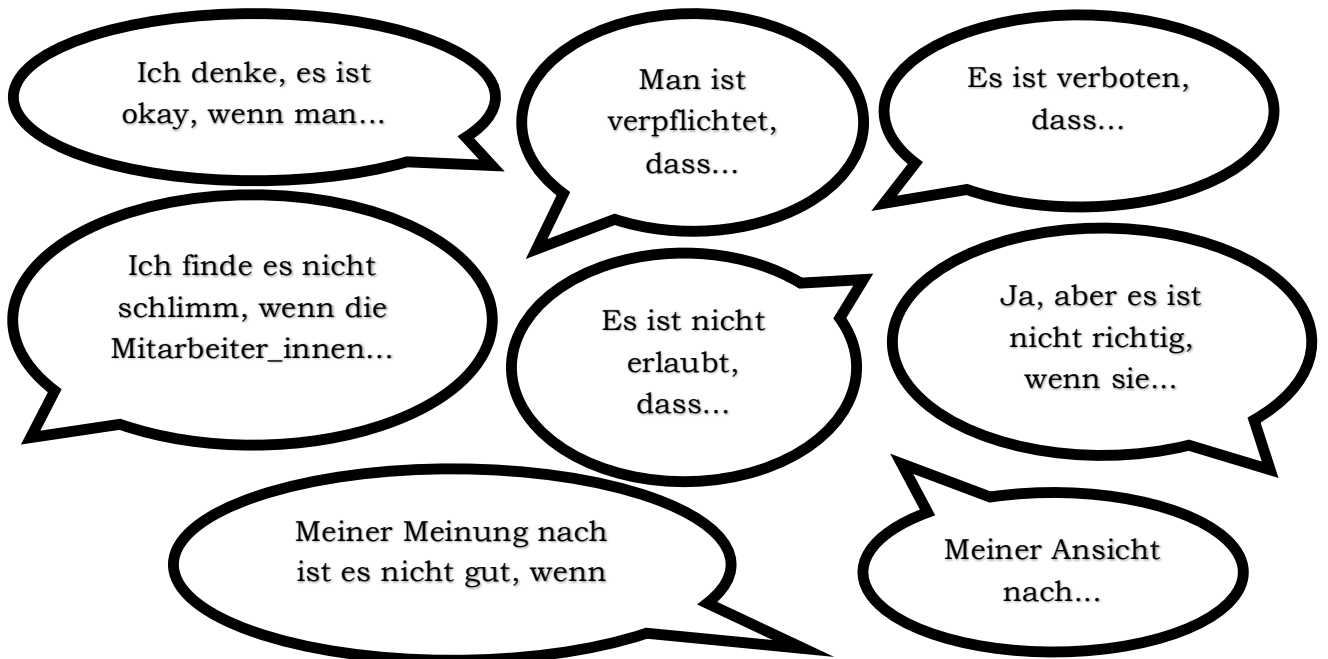 Ich denke, es ist
okay, wenn man...
Man ist
verpflichtet,
dass...
Es ist verboten,
dass...
Ich finde es nicht
schlimm, wenn die
Mitarbeiter_innen...
Es ist nicht
erlaubt,
dass...
Ja, aber es ist
nicht richtig,
wenn sie...
Meiner Meinung nach
ist es nicht gut, wenn
Meiner Ansicht
nach...